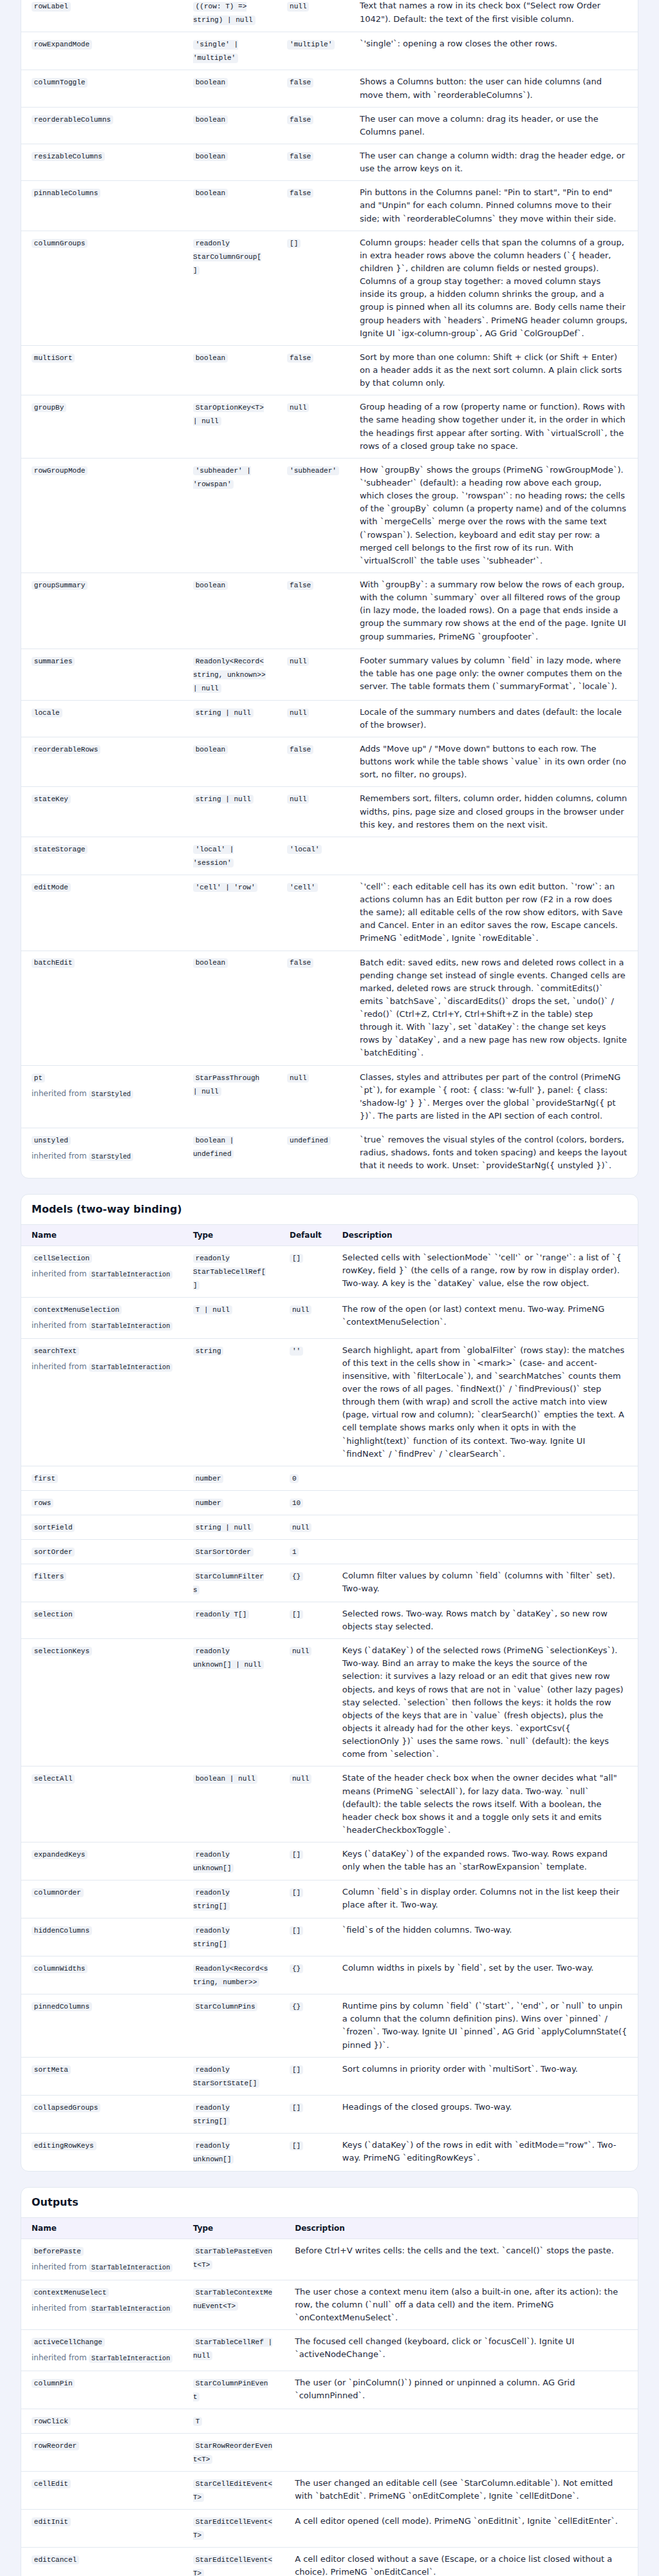 rowLabel ((row: T) => null Text that names a row in its check box ("Select row Order
string) | null 1042"). Default: the text of the first visible column.
rowExpandMode 'single' | 'multiple' `'single'`: opening a row closes the other rows.
'multiple'
columnToggle boolean false Shows a Columns button: the user can hide columns (and
move them, with `reorderableColumns`).
reorderableColumns boolean false The user can move a column: drag its header, or use the
Columns panel.
resizableColumns boolean false The user can change a column width: drag the header edge, or
use the arrow keys on it.
pinnableColumns boolean false Pin buttons in the Columns panel: "Pin to start", "Pin to end"
and "Unpin" for each column. Pinned columns move to their
side; with `reorderableColumns` they move within their side.
columnGroups readonly [] Column groups: header cells that span the columns of a group,
StarColumnGroup[ in extra header rows above the column headers (`{ header,
] children }`, children are column fields or nested groups).
Columns of a group stay together: a moved column stays
inside its group, a hidden column shrinks the group, and a
group is pinned when all its columns are. Body cells name their
group headers with `headers`. PrimeNG header column groups,
Ignite UI `igx-column-group`, AG Grid `ColGroupDef`.
multiSort boolean false Sort by more than one column: Shift + click (or Shift + Enter)
on a header adds it as the next sort column. A plain click sorts
by that column only.
groupBy StarOptionKey<T> null Group heading of a row (property name or function). Rows with
| null the same heading show together under it, in the order in which
the headings first appear after sorting. With `virtualScroll`, the
rows of a closed group take no space.
rowGroupMode 'subheader' | 'subheader' How `groupBy` shows the groups (PrimeNG `rowGroupMode`).
'rowspan' `'subheader'` (default): a heading row above each group,
which closes the group. `'rowspan'`: no heading rows; the cells
of the `groupBy` column (a property name) and of the columns
with `mergeCells` merge over the rows with the same text
(`rowspan`). Selection, keyboard and edit stay per row: a
merged cell belongs to the first row of its run. With
`virtualScroll` the table uses `'subheader'`.
groupSummary boolean false With `groupBy`: a summary row below the rows of each group,
with the column `summary` over all filtered rows of the group
(in lazy mode, the loaded rows). On a page that ends inside a
group the summary row shows at the end of the page. Ignite UI
group summaries, PrimeNG `groupfooter`.
summaries Readonly<Record< null Footer summary values by column `field` in lazy mode, where
string, unknown>> the table has one page only: the owner computes them on the
| null server. The table formats them (`summaryFormat`, `locale`).
locale string | null null Locale of the summary numbers and dates (default: the locale
of the browser).
reorderableRows boolean false Adds "Move up" / "Move down" buttons to each row. The
buttons work while the table shows `value` in its own order (no
sort, no filter, no groups).
stateKey string | null null Remembers sort, filters, column order, hidden columns, column
widths, pins, page size and closed groups in the browser under
this key, and restores them on the next visit.
stateStorage 'local' | 'local'
'session'
editMode 'cell' | 'row' 'cell' `'cell'`: each editable cell has its own edit button. `'row'`: an
actions column has an Edit button per row (F2 in a row does
the same); all editable cells of the row show editors, with Save
and Cancel. Enter in an editor saves the row, Escape cancels.
PrimeNG `editMode`, Ignite `rowEditable`.
batchEdit boolean false Batch edit: saved edits, new rows and deleted rows collect in a
pending change set instead of single events. Changed cells are
marked, deleted rows are struck through. `commitEdits()`
emits `batchSave`, `discardEdits()` drops the set, `undo()` /
`redo()` (Ctrl+Z, Ctrl+Y, Ctrl+Shift+Z in the table) step
through it. With `lazy`, set `dataKey`: the change set keys
rows by `dataKey`, and a new page has new row objects. Ignite
`batchEditing`.
pt StarPassThrough null Classes, styles and attributes per part of the control (PrimeNG
inherited from StarStyled | null `pt`), for example `{ root: { class: 'w-full' }, panel: { class:
'shadow-lg' } }`. Merges over the global `provideStarNg({ pt
})`. The parts are listed in the API section of each control.
unstyled boolean | undefined `true` removes the visual styles of the control (colors, borders,
inherited from StarStyled undefined radius, shadows, fonts and token spacing) and keeps the layout
that it needs to work. Unset: `provideStarNg({ unstyled })`.
Models (two-way binding)
Name Type Default Description
cellSelection readonly [] Selected cells with `selectionMode` `'cell'` or `'range'`: a list of `{
inherited from StarTableInteraction StarTableCellRef[ rowKey, field }` (the cells of a range, row by row in display order).
] Two-way. A key is the `dataKey` value, else the row object.
contextMenuSelection T | null null The row of the open (or last) context menu. Two-way. PrimeNG
inherited from StarTableInteraction `contextMenuSelection`.
searchText string '' Search highlight, apart from `globalFilter` (rows stay): the matches
inherited from StarTableInteraction of this text in the cells show in `<mark>` (case- and accent-
insensitive, with `filterLocale`), and `searchMatches` counts them
over the rows of all pages. `findNext()` / `findPrevious()` step
through them (with wrap) and scroll the active match into view
(page, virtual row and column); `clearSearch()` empties the text. A
cell template shows marks only when it opts in with the
`highlight(text)` function of its context. Two-way. Ignite UI
`findNext` / `findPrev` / `clearSearch`.
first number 0
rows number 10
sortField string | null null
sortOrder StarSortOrder 1
filters StarColumnFilter {} Column filter values by column `field` (columns with `filter` set).
s Two-way.
selection readonly T[] [] Selected rows. Two-way. Rows match by `dataKey`, so new row
objects stay selected.
selectionKeys readonly null Keys (`dataKey`) of the selected rows (PrimeNG `selectionKeys`).
unknown[] | null Two-way. Bind an array to make the keys the source of the
selection: it survives a lazy reload or an edit that gives new row
objects, and keys of rows that are not in `value` (other lazy pages)
stay selected. `selection` then follows the keys: it holds the row
objects of the keys that are in `value` (fresh objects), plus the
objects it already had for the other keys. `exportCsv({
selectionOnly })` uses the same rows. `null` (default): the keys
come from `selection`.
selectAll boolean | null null State of the header check box when the owner decides what "all"
means (PrimeNG `selectAll`), for lazy data. Two-way. `null`
(default): the table selects the rows itself. With a boolean, the
header check box shows it and a toggle only sets it and emits
`headerCheckboxToggle`.
expandedKeys readonly [] Keys (`dataKey`) of the expanded rows. Two-way. Rows expand
unknown[] only when the table has an `starRowExpansion` template.
columnOrder readonly [] Column `field`s in display order. Columns not in the list keep their
string[] place after it. Two-way.
hiddenColumns readonly [] `field`s of the hidden columns. Two-way.
string[]
columnWidths Readonly<Record<s {} Column widths in pixels by `field`, set by the user. Two-way.
tring, number>>
pinnedColumns StarColumnPins {} Runtime pins by column `field` (`'start'`, `'end'`, or `null` to unpin
a column that the column definition pins). Wins over `pinned` /
`frozen`. Two-way. Ignite UI `pinned`, AG Grid `applyColumnState({
pinned })`.
sortMeta readonly [] Sort columns in priority order with `multiSort`. Two-way.
StarSortState[]
collapsedGroups readonly [] Headings of the closed groups. Two-way.
string[]
editingRowKeys readonly [] Keys (`dataKey`) of the rows in edit with `editMode="row"`. Two-
unknown[] way. PrimeNG `editingRowKeys`.
Outputs
Name Type Description
beforePaste StarTablePasteEven Before Ctrl+V writes cells: the cells and the text. `cancel()` stops the paste.
inherited from StarTableInteraction t<T>
contextMenuSelect StarTableContextMe The user chose a context menu item (also a built-in one, after its action): the
inherited from StarTableInteraction nuEvent<T> row, the column (`null` off a data cell) and the item. PrimeNG
`onContextMenuSelect`.
activeCellChange StarTableCellRef | The focused cell changed (keyboard, click or `focusCell`). Ignite UI
inherited from StarTableInteraction null `activeNodeChange`.
columnPin StarColumnPinEven The user (or `pinColumn()`) pinned or unpinned a column. AG Grid
t `columnPinned`.
rowClick T
rowReorder StarRowReorderEven
t<T>
cellEdit StarCellEditEvent< The user changed an editable cell (see `StarColumn.editable`). Not emitted
T> with `batchEdit`. PrimeNG `onEditComplete`, Ignite `cellEditDone`.
editInit StarEditCellEvent< A cell editor opened (cell mode). PrimeNG `onEditInit`, Ignite `cellEditEnter`.
T>
editCancel StarEditCellEvent< A cell editor closed without a save (Escape, or a choice list closed without a
T> choice). PrimeNG `onEditCancel`.